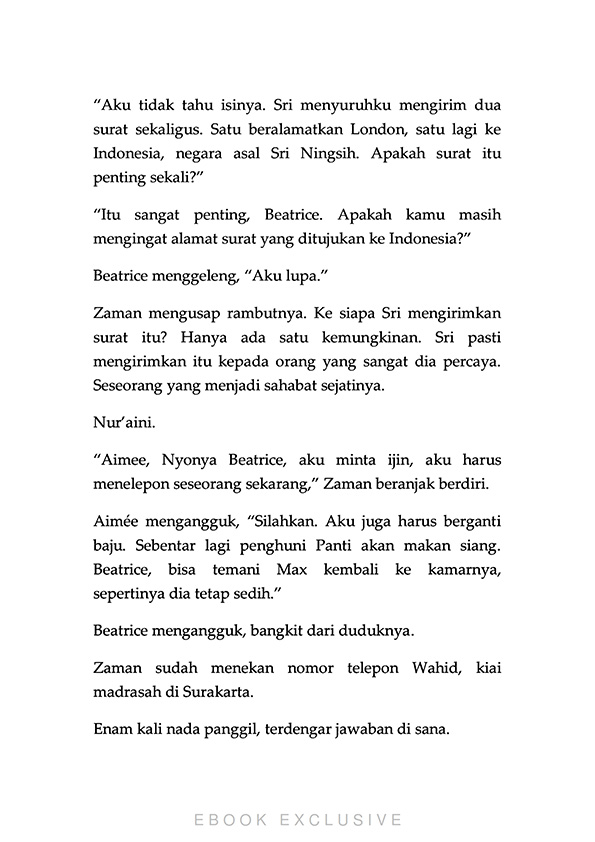 “Aku tidak tahu isinya. Sri menyuruhku mengirim dua
surat sekaligus. Satu beralamatkan London, satu lagi ke
Indonesia, negara asal Sri Ningsih. Apakah surat itu
penting sekali?”
“Itu sangat penting, Beatrice. Apakah kamu masih
mengingat alamat surat yang ditujukan ke Indonesia?”
Beatrice menggeleng, “Aku lupa.”
Zaman mengusap rambutnya. Ke siapa Sri mengirimkan
surat itu? Hanya ada satu kemungkinan. Sri pasti
mengirimkan itu kepada orang yang sangat dia percaya.
Seseorang yang menjadi sahabat sejatinya.
Nur’aini.
“Aimee, Nyonya Beatrice, aku minta ijin, aku harus
menelepon seseorang sekarang,” Zaman beranjak berdiri.
Aimée mengangguk, “Silahkan. Aku juga harus berganti
baju. Sebentar lagi penghuni Panti akan makan siang.
Beatrice, bisa temani Max kembali ke kamarnya,
sepertinya dia tetap sedih.”
Beatrice mengangguk, bangkit dari duduknya.
Zaman sudah menekan nomor telepon Wahid, kiai
madrasah di Surakarta.
Enam kali nada panggil, terdengar jawaban di sana.
EBOOK EXCLUSIVE